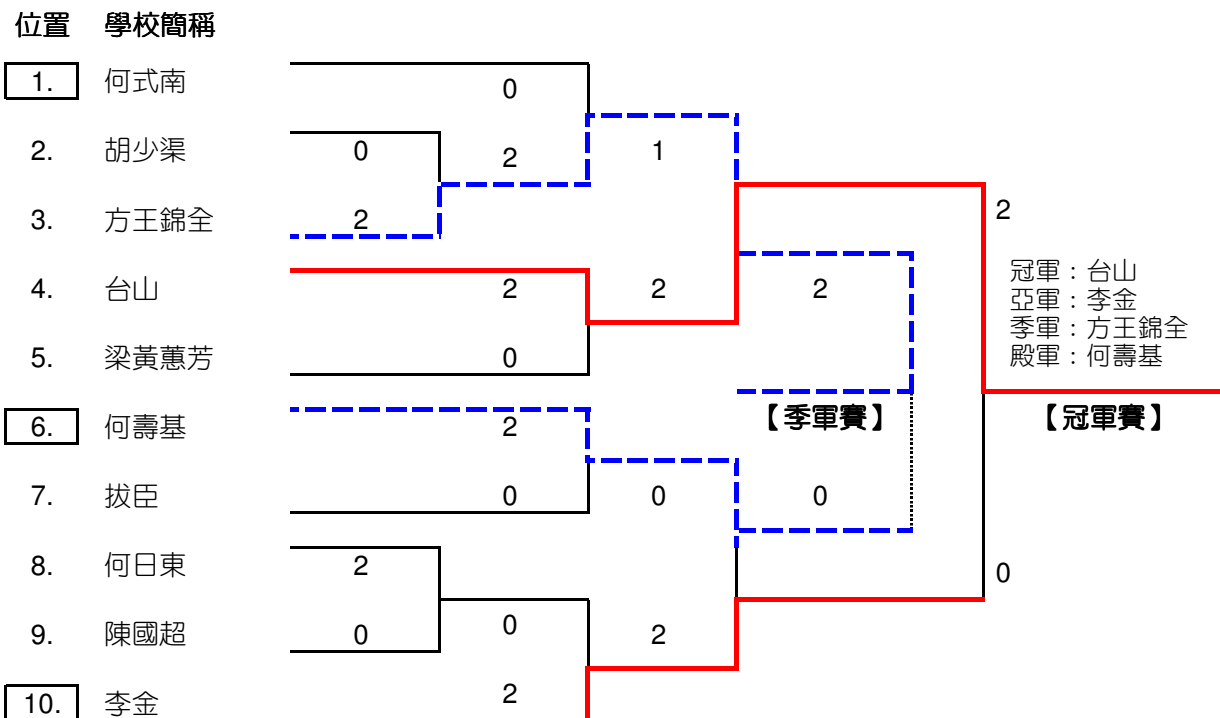 位置 學校簡稱
1. 何式南
0
2. 胡少渠 0 2 1
3. 方王錦全 2
2
4. 台山 2 2 2
冠軍：台山
亞軍：李金
季軍：方王錦全
殿軍：何壽基
5. 梁黃蕙芳 0
6. 何壽基 2 【季軍賽】 【冠軍賽】
7. 拔臣 0 0 0
8. 何日東 2 0
9. 陳國超 0 0 2
10. 李金 2